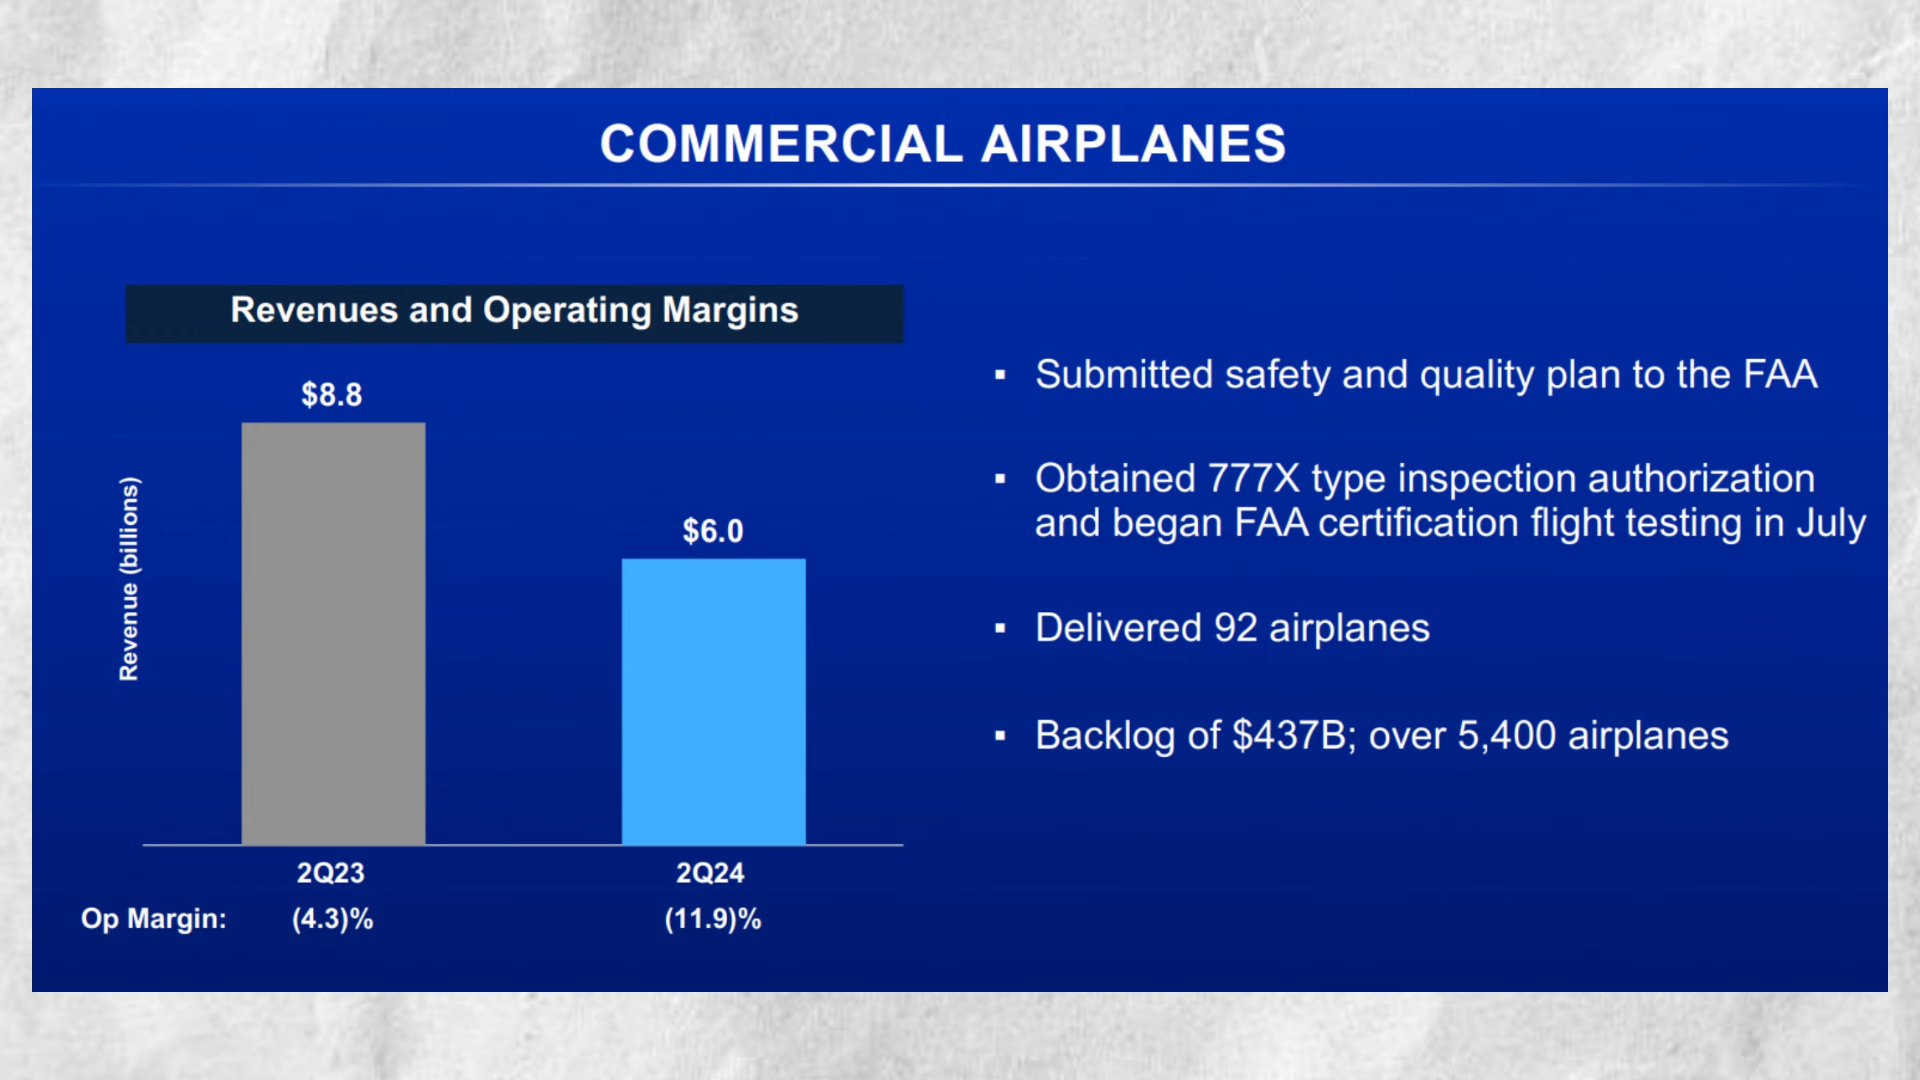 COMMERCIAL AIRPLANES
Revenues and Operating Margins
$8.8
$6.0
Revenue (billions)
2Q23
2Q24
Op Margin: (4.3)% (11.9)%
▪ Submitted safety and quality plan to the FAA
▪ Obtained 777X type inspection authorization
and began FAA certification flight testing in July
▪ Delivered 92 airplanes
▪ Backlog of $437B; over 5,400 airplanes